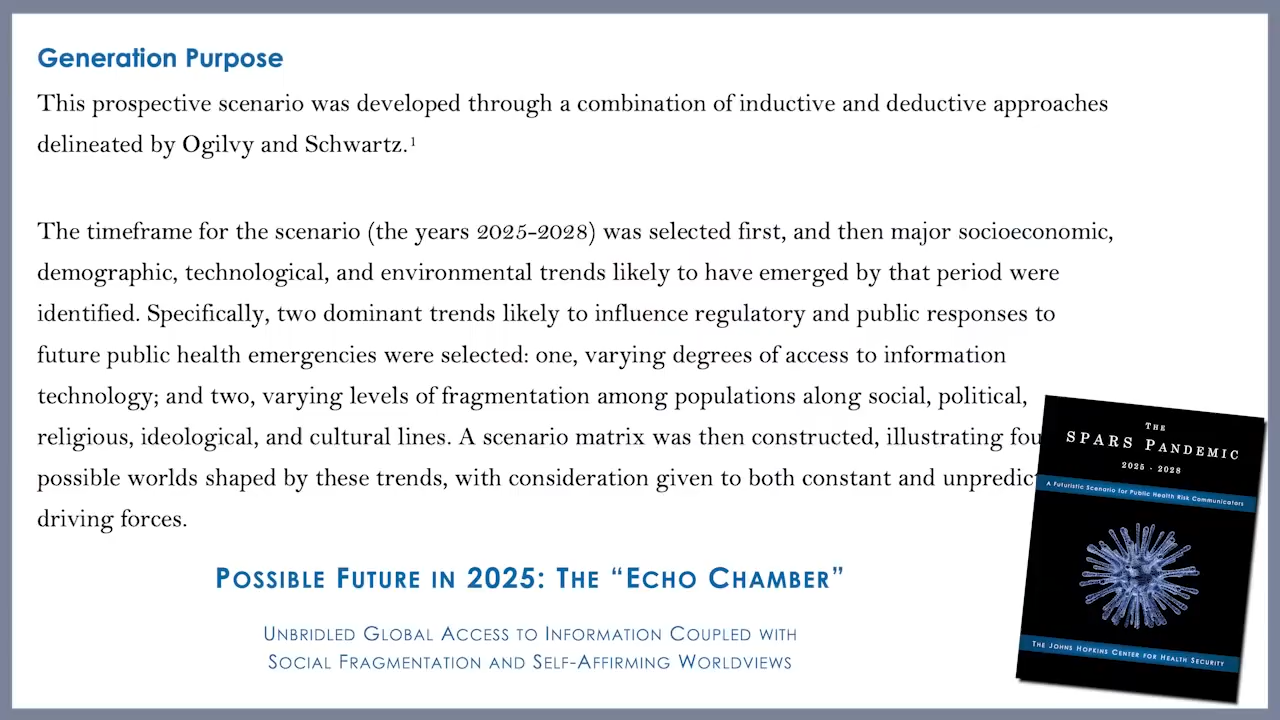 Generation Purpose
This prospective scenario was developed through a combination of inductive and deductive approaches
delineated by Ogilvy and Schwartz.¹
The timeframe for the scenario (the years 2025-2028) was selected first, and then major socioeconomic,
demographic, technological, and environmental trends likely to have emerged by that period were
identified. Specifically, two dominant trends likely to influence regulatory and public responses to
future public health emergencies were selected: one, varying degrees of access to information
technology; and two, varying levels of fragmentation among populations along social, political,
religious, ideological, and cultural lines. A scenario matrix was then constructed, illustrating
possible worlds shaped by these trends, with consideration given to both constant and
driving forces.
POSSIBLE FUTURE IN 2025: THE “ECHO CHAMBER”
UNBRIDLED GLOBAL ACCESS TO INFORMATION COUPLED WITH
SOCIAL FRAGMENTATION AND SELF-AFFIRMING WORLDVIEWS
THE
SPARS PANDEMIC
2025 - 2028
A Futuristic Scenario for Public Health Risk Communicators
THE JOHNS HOPKINS CENTER FOR HEALTH SECURITY